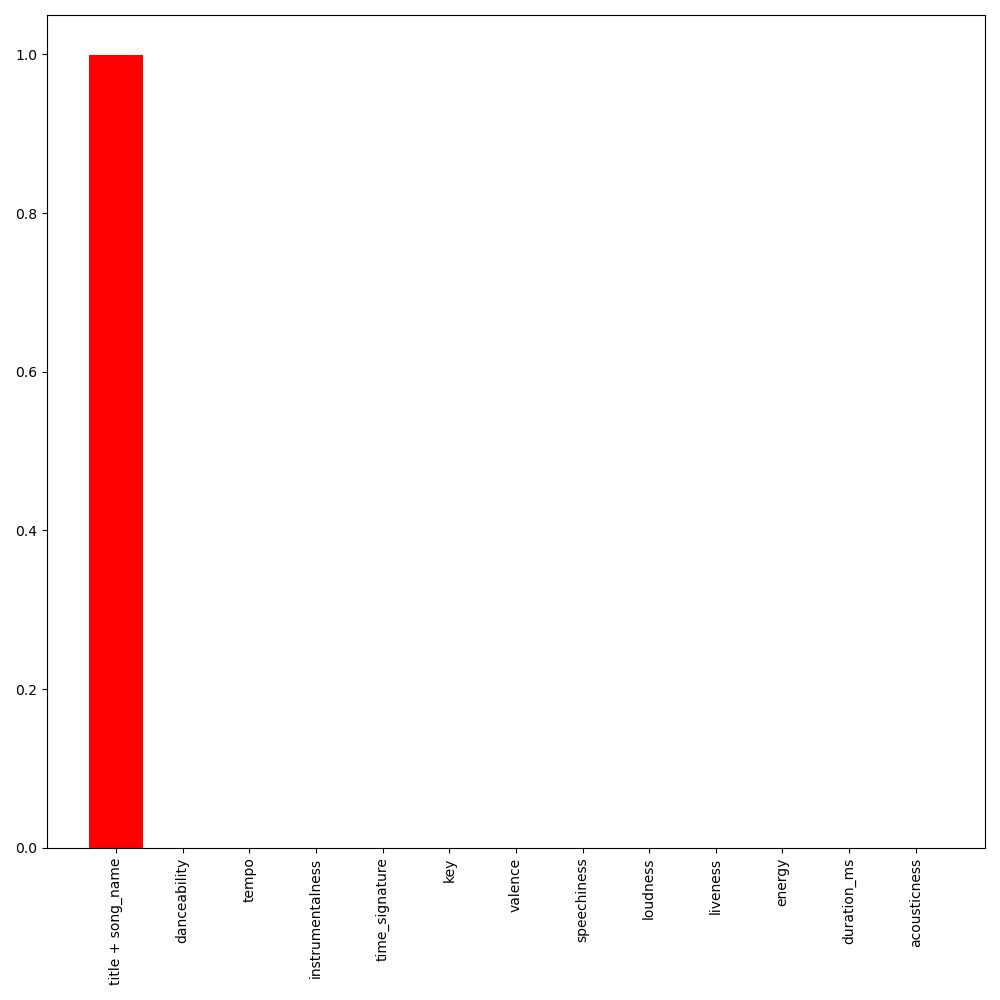 1.0
0.8
0.6
0.4
0.2
0.0
title + song_name
danceability
tempo
instrumentalness
time_signature
key
valence
speechiness
loudness
liveness
energy
duration_ms
acousticness